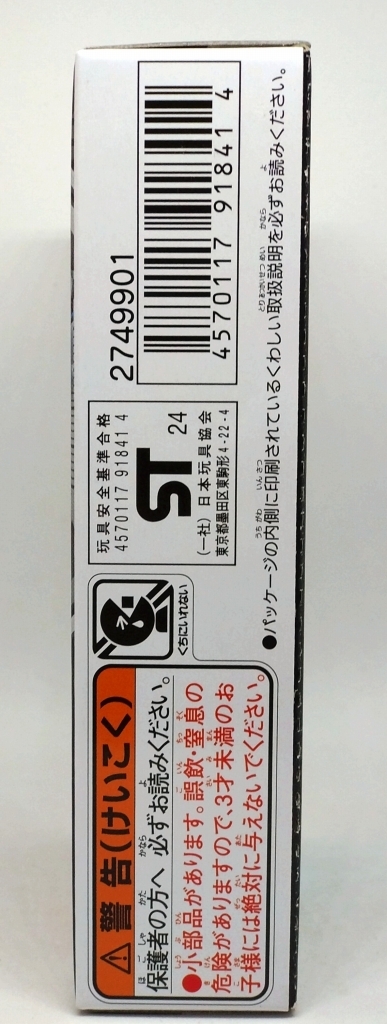 2749901
4570117 918414
玩具安全基準合格
4570117 918414
ST 24
(一社)日本玩具協会
東京都墨田区東駒形4-22-4
くちにいれない
⚠警告(けいこく)
保護者の方へ 必ずお読みください。
●小部品があります。誤飲・窒息の
危険がありますので、3才未満のお
子様には絶対に与えないでください。
●パッケージの内側に印刷されているくわしい取扱説明を必ずお読みください。